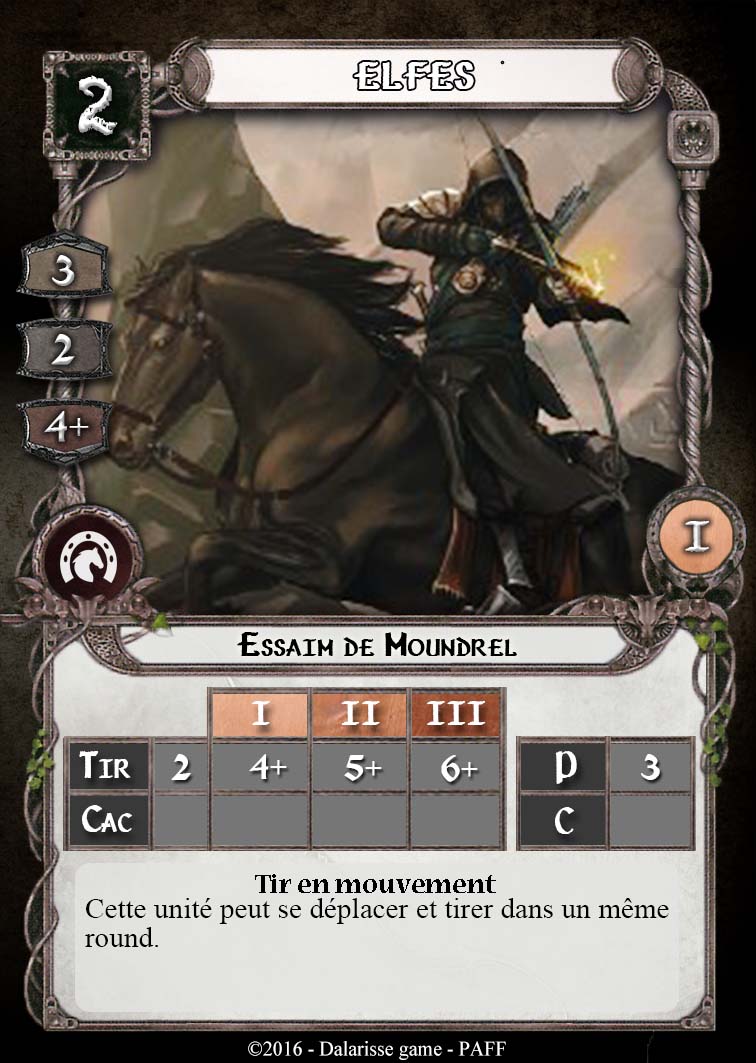 ELFES
2
3
2
4+
I
ESSAIM DE MOUNDREL
I II III
TIR 2 4+ 5+ 6+ P 3
CAC C
Tir en mouvement
Cette unité peut se déplacer et tirer dans un même
round.
©2016 - Dalarisse game - PAFF